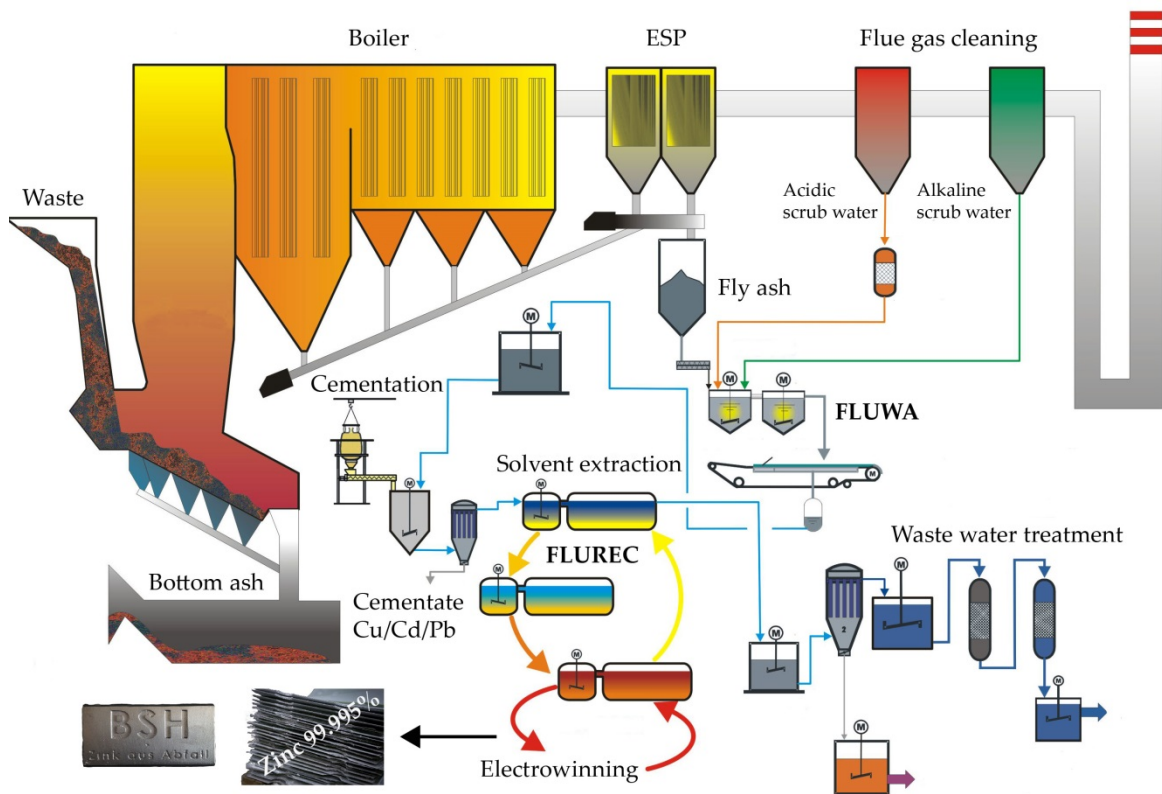 Boiler
ESP
Flue gas cleaning
Waste
Acidic
scrub water
Alkaline
scrub water
Fly ash
M
Cementation
M
M
FLUWA
M
Solvent extraction
M
M
FLUREC
Waste water treatment
M
Bottom ash
M
Cementate
Cu/Cd/Pb
M
2
M
M
M
BSH
Zink aus Abfall
Zinc 99.995%
Electrowinning
M